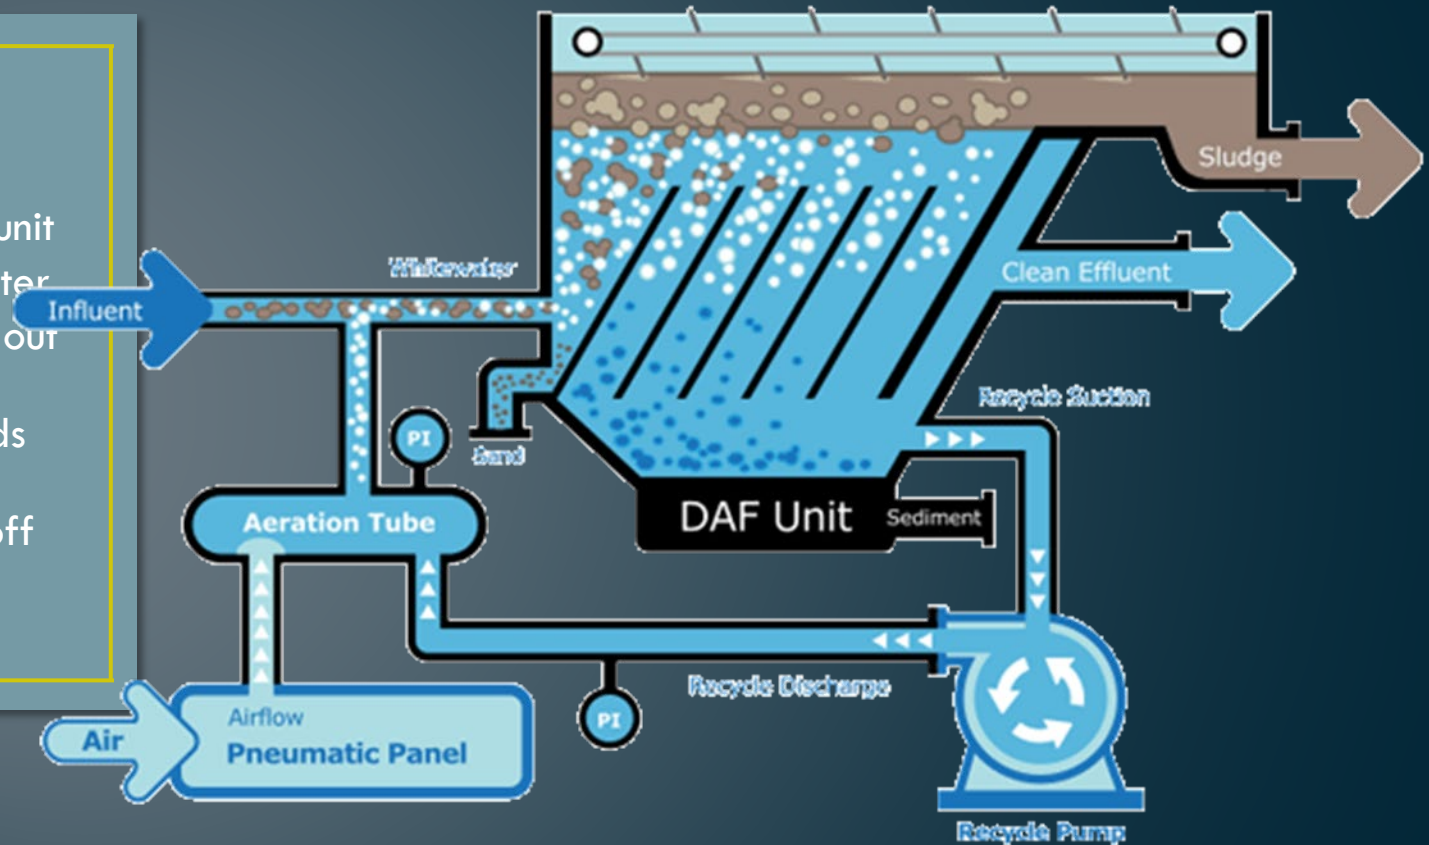 unit
ter
out
ds
off
Influent
Whitewater
Sludge
Clean Effluent
Recycle Suction
PI
Sand
Aeration Tube
DAF Unit
Sediment
Recycle Discharge
PI
Airflow
Pneumatic Panel
Air
Recycle Pump